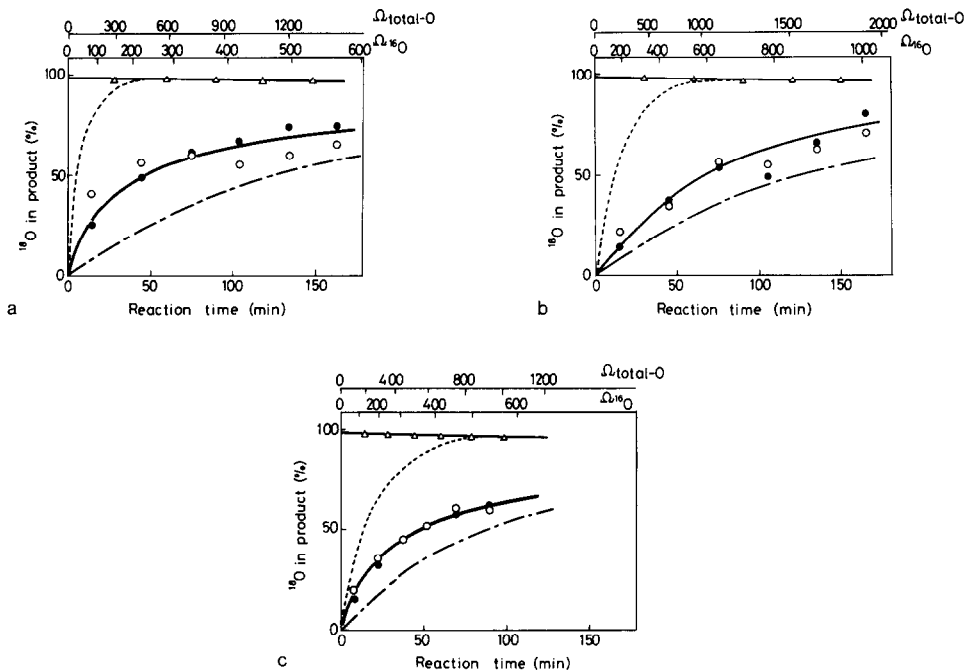 0 300 600 900 1200 Ωtotal-O
0 100 200 300 400 500 600 Ω¹⁶O
¹⁸O in product (%)
100
50
0
0 50 100 150
Reaction time (min)
a
0 500 1000 1500 2000 Ωtotal-O
0 200 400 600 800 1000 Ω¹⁶O
¹⁸O in product (%)
100
50
0
0 50 100 150
Reaction time (min)
b
0 400 800 1200 Ωtotal-O
0 200 400 600 Ω¹⁶O
¹⁸O in product (%)
100
50
0
0 50 100 150
Reaction time (min)
c